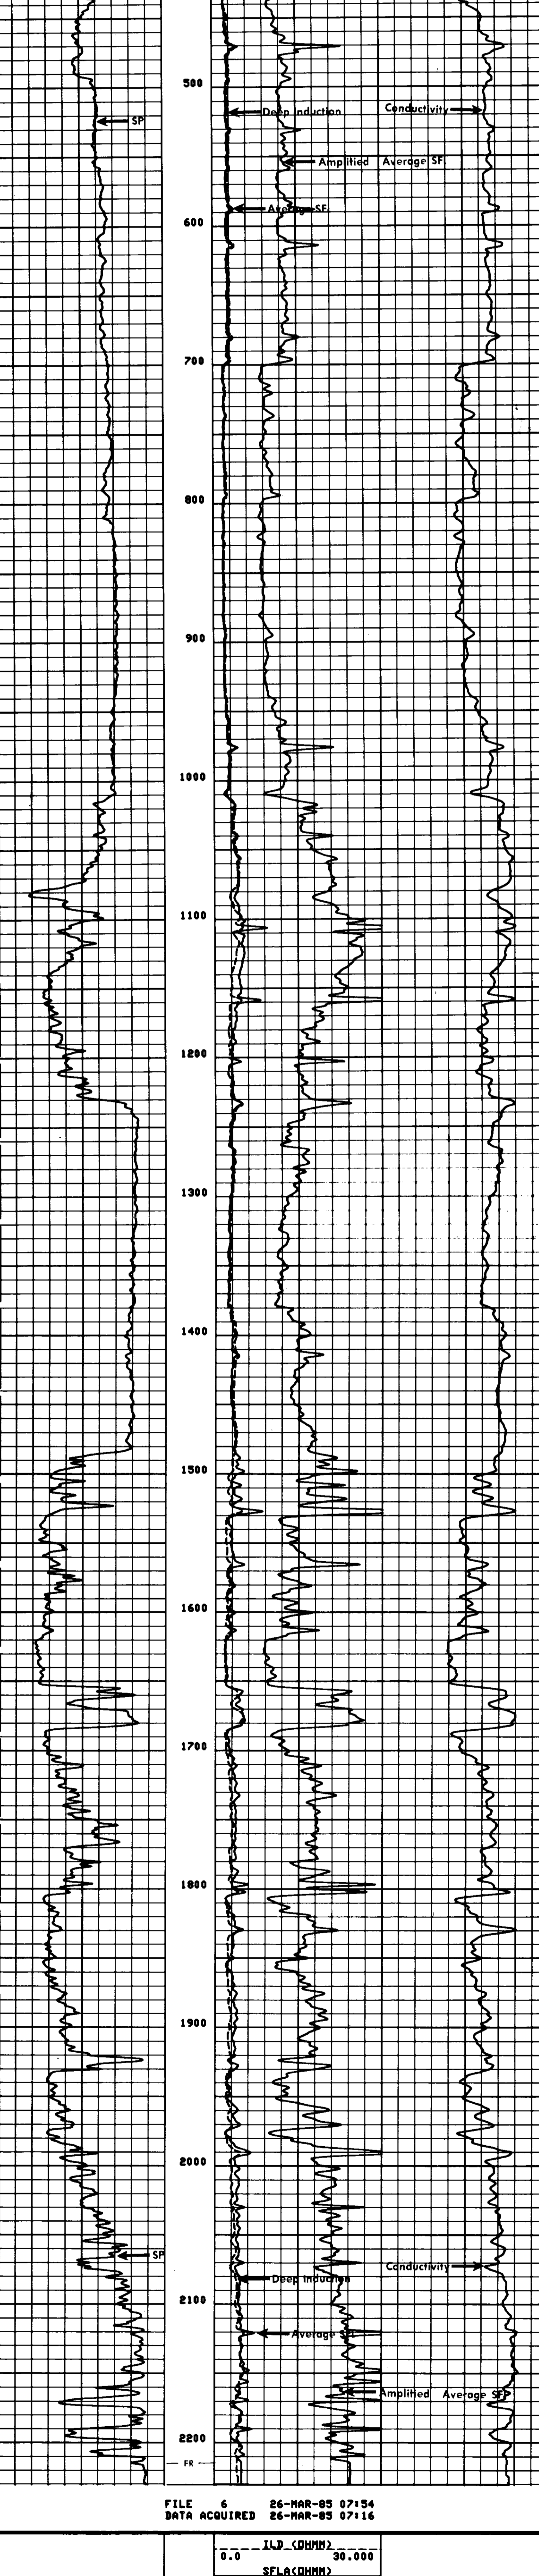 500
Deep induction
Conductivity
SP
Amplified Average SF
Average SF
600
700
800
900
1000
1100
1200
1300
1400
1500
1600
1700
1800
1900
2000
SP
Conductivity
Deep induction
2100
Average SFL
Amplified Average SFL
2200
FR
FILE 6 26-MAR-85 07:54
DATA ACQUIRED 26-MAR-85 07:16
ILD (OHMM)
0.0 30.000
SFLA(OHMM)